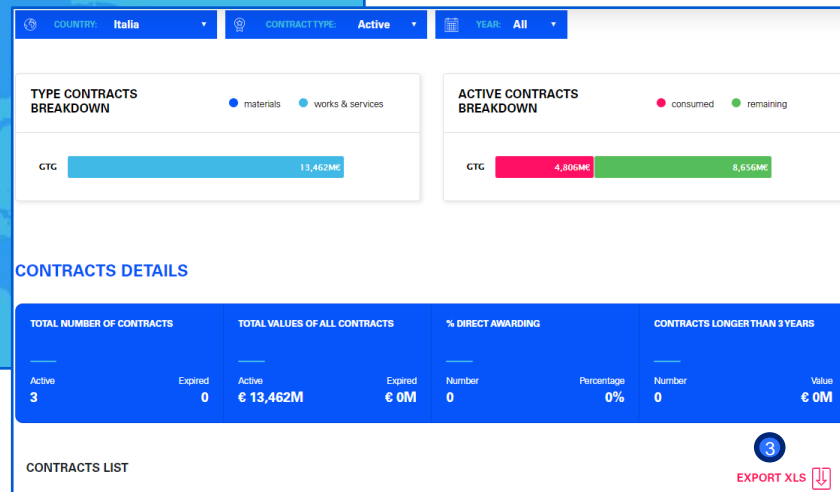 COUNTRY: Italia ▼ CONTRACT TYPE: Active ▼ YEAR: All ▼
TYPE CONTRACTS
BREAKDOWN
materials works & services
GTG 13,462M€
ACTIVE CONTRACTS
BREAKDOWN
consumed remaining
GTG 4,806M€ 8,656M€
CONTRACTS DETAILS
TOTAL NUMBER OF CONTRACTS
Active Expired
3 0
TOTAL VALUES OF ALL CONTRACTS
Active Expired
€ 13,462M € 0M
% DIRECT AWARDING
Number Percentage
0 0%
CONTRACTS LONGER THAN 3 YEARS
Number Value
0 € 0M
3
CONTRACTS LIST
EXPORT XLS